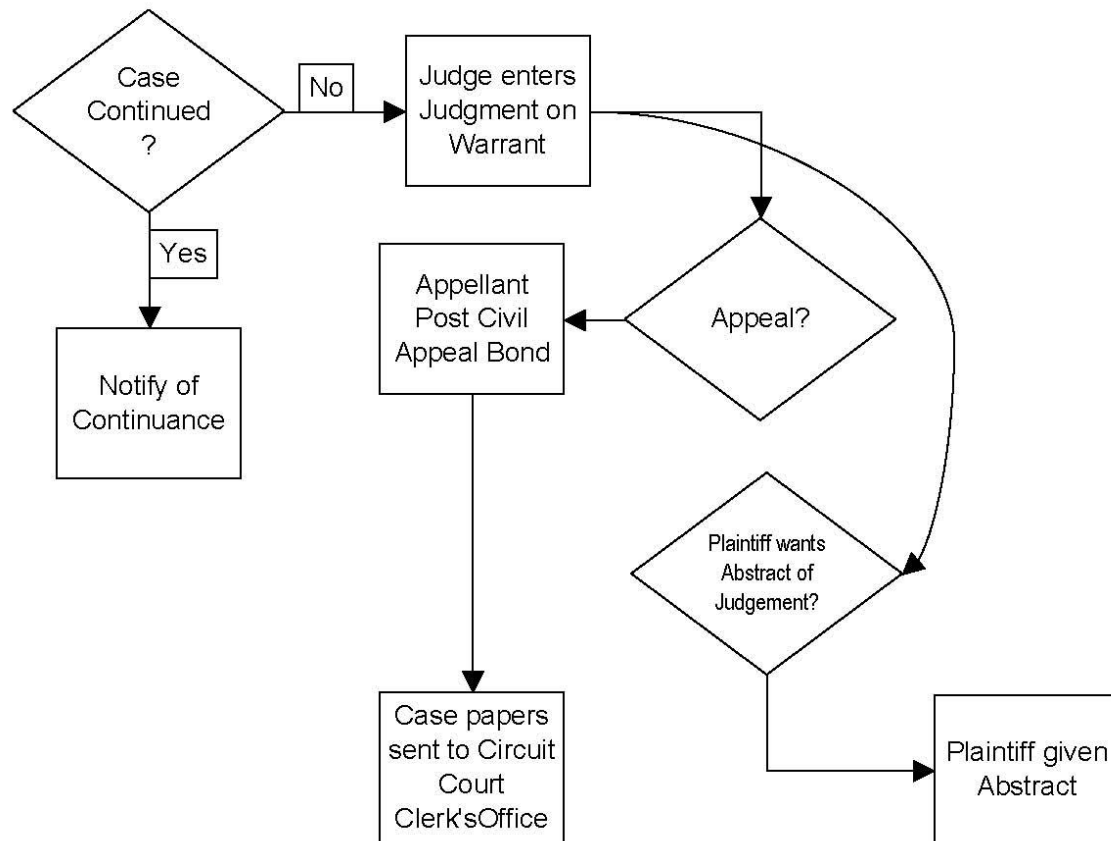 Case
Continued
?
No
Judge enters
Judgment on
Warrant
Yes
Notify of
Continuance
Appellant
Post Civil
Appeal Bond
Appeal?
Plaintiff wants
Abstract of
Judgement?
Case papers
sent to Circuit
Court
Clerk'sOffice
Plaintiff given
Abstract